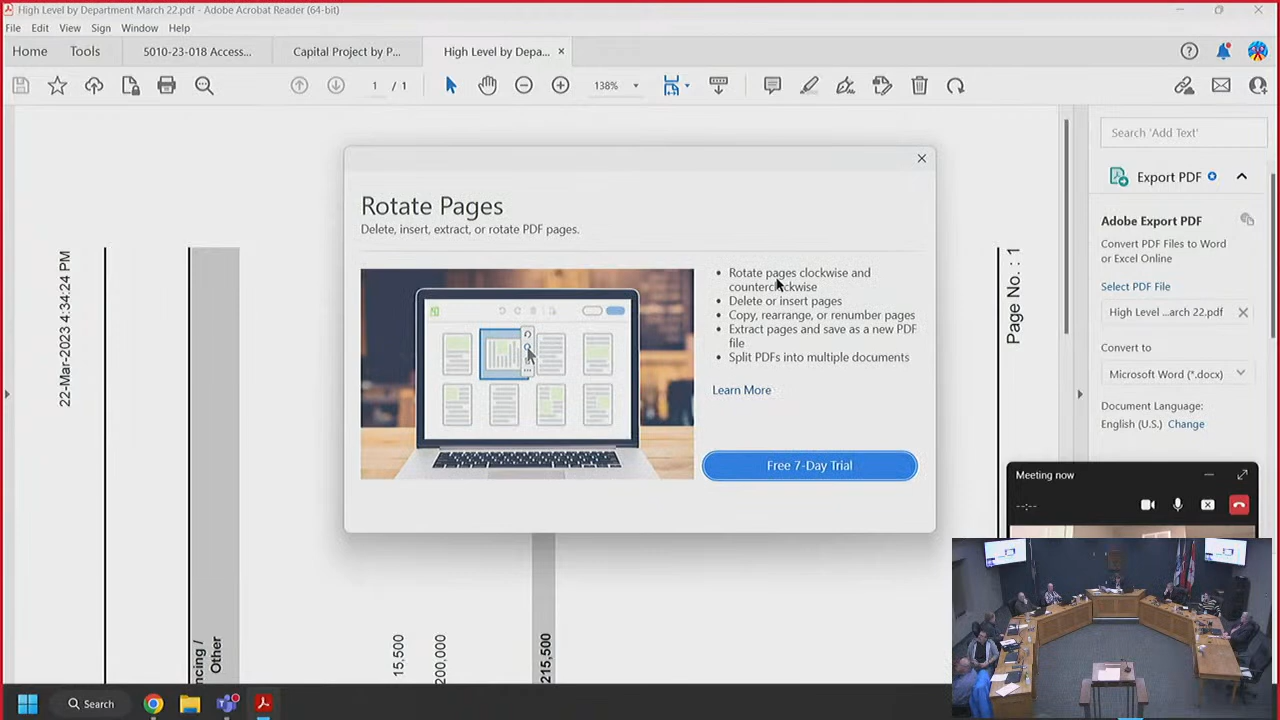 High Level by Department March 22.pdf - Adobe Acrobat Reader (64-bit)
File Edit View Sign Window Help
Home Tools 5010-23-018 Access... Capital Project by P... High Level by Depa...
1 / 1 138%
Search 'Add Text'
Export PDF
Adobe Export PDF
Convert PDF Files to Word
or Excel Online
Select PDF File
High Level ...arch 22.pdf
Convert to
Microsoft Word (*.docx)
Document Language:
English (U.S.) Change
Rotate Pages
Delete, insert, extract, or rotate PDF pages.
Rotate pages clockwise and
counterclockwise
Delete or insert pages
Copy, rearrange, or renumber pages
Extract pages and save as a new PDF
file
Split PDFs into multiple documents
Learn More
Free 7-Day Trial
22-Mar-2023 4:34:24 PM
Page No. : 1
ncing /
Other
15,500
200,000
215,500
Meeting now
--:--
Search